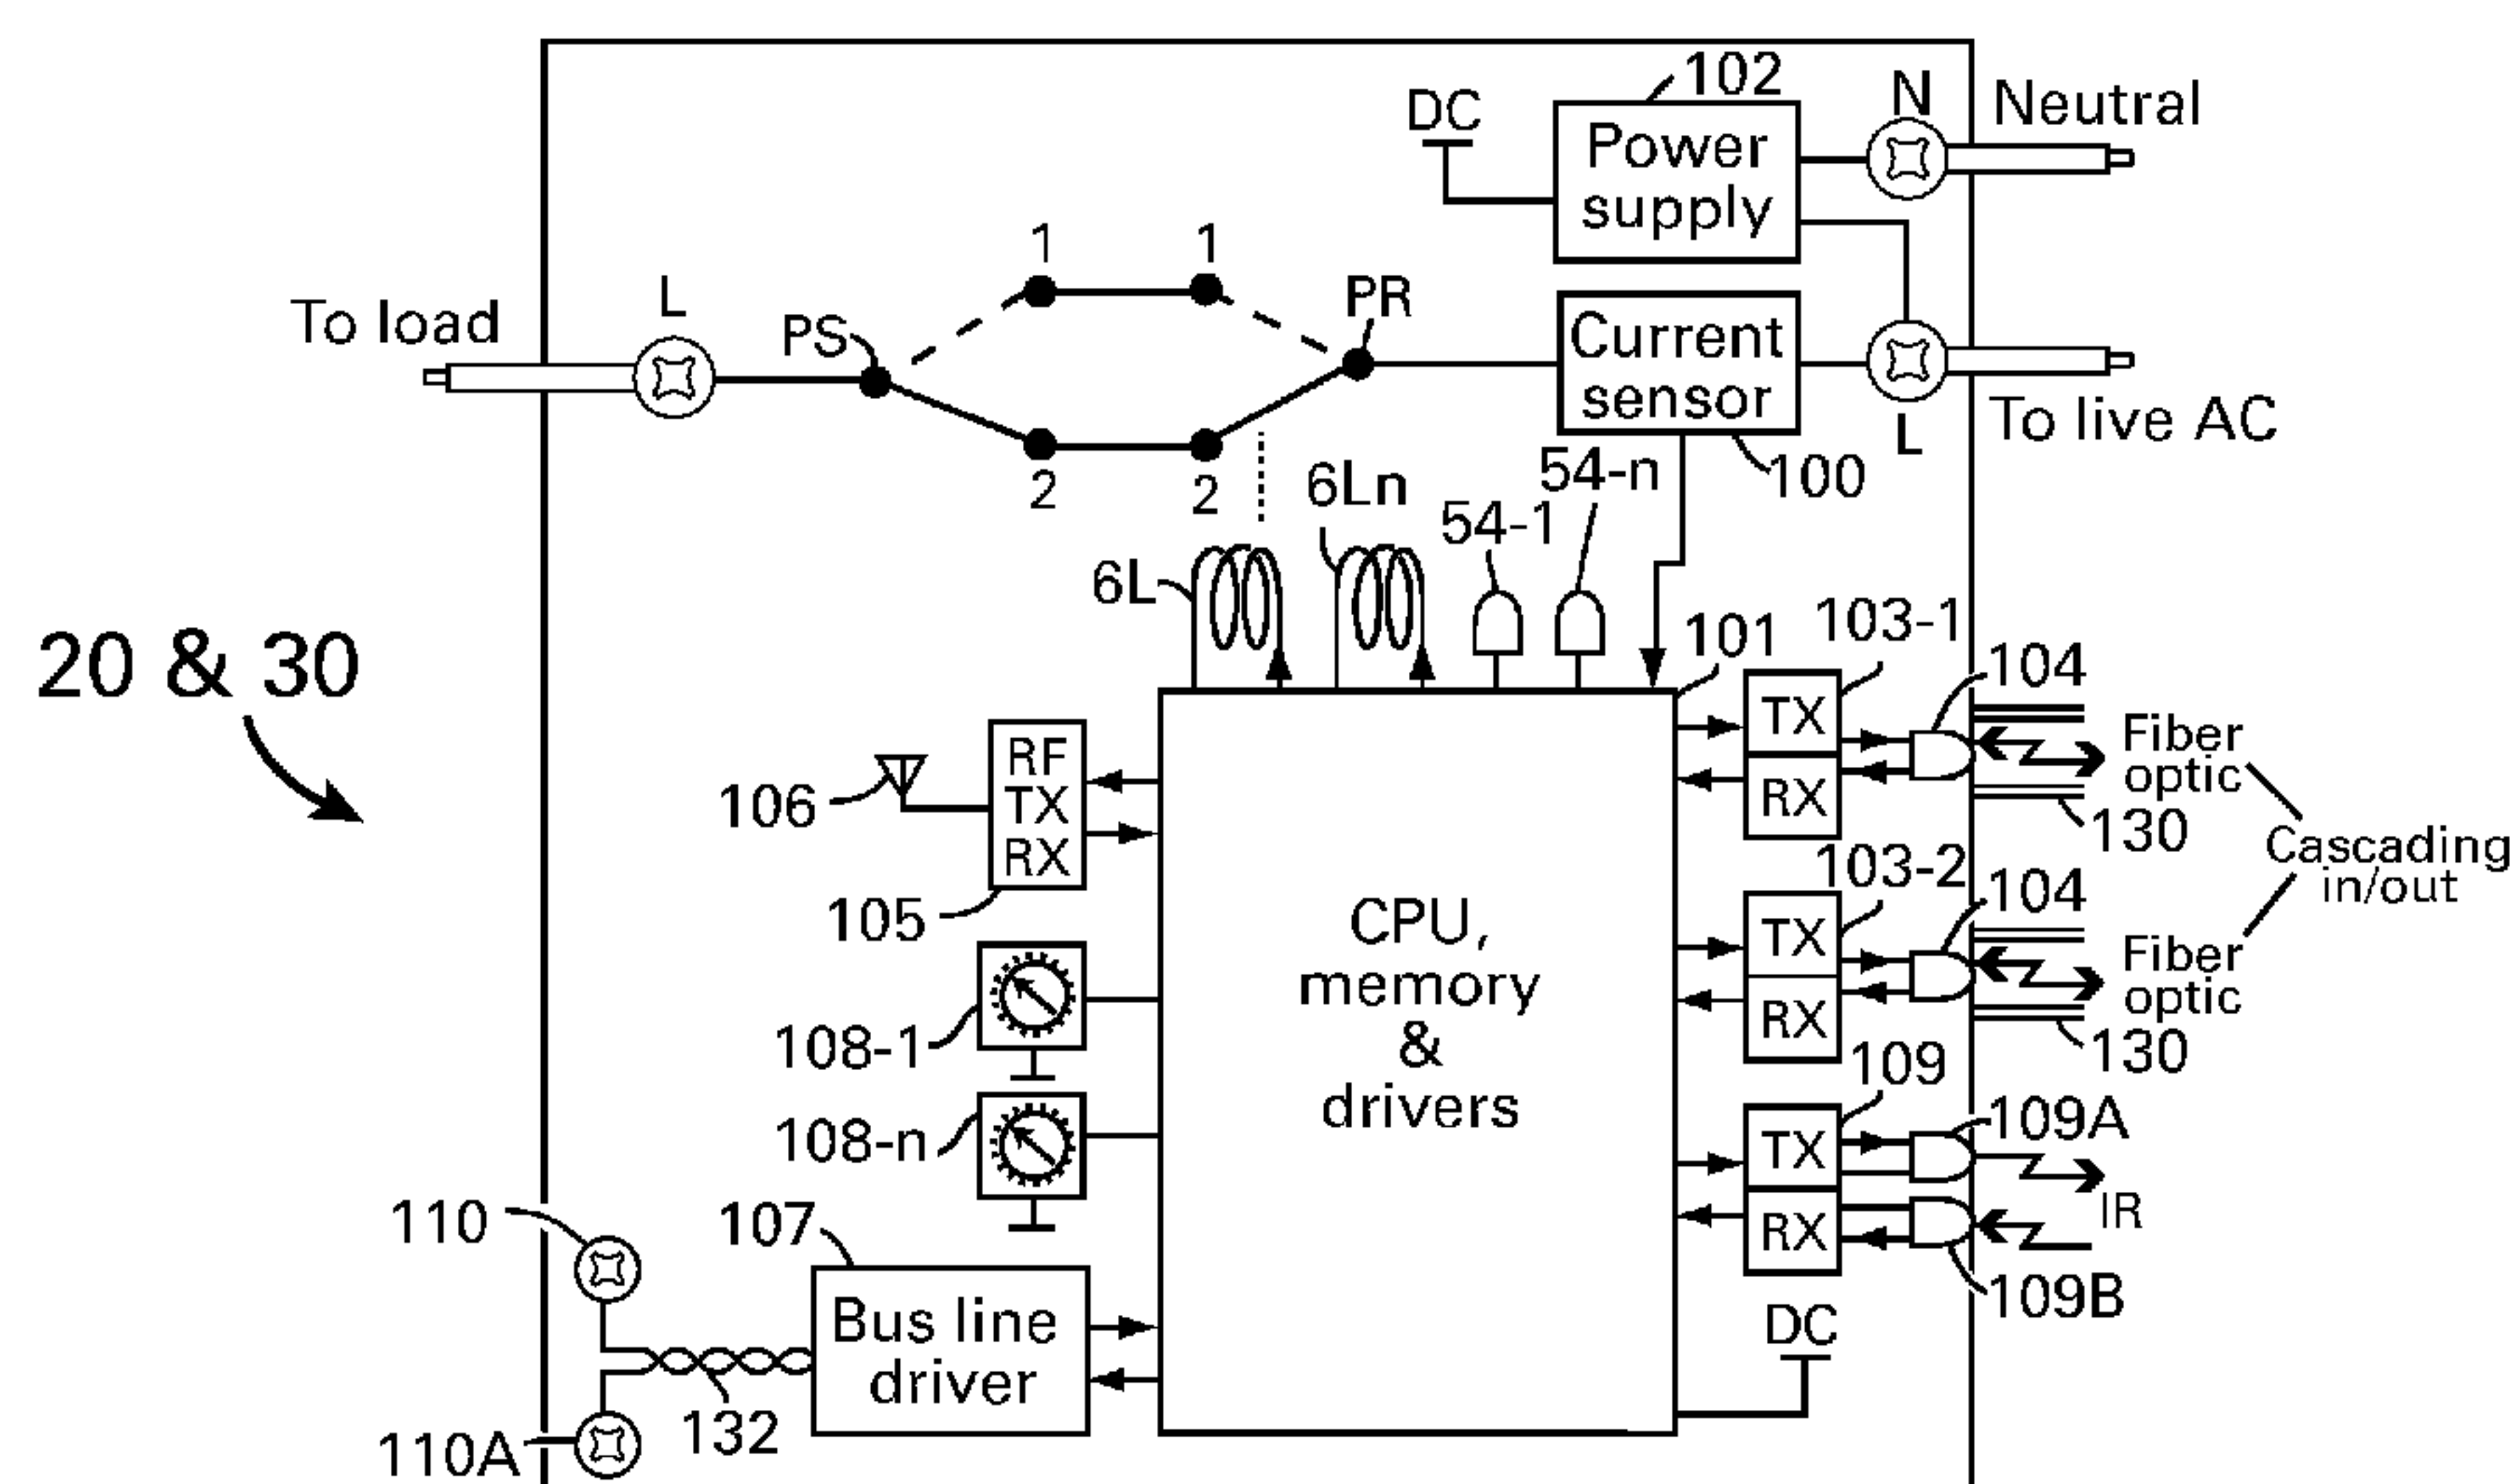 102
DC
N
Neutral
Power
supply
1
1
PR
L
To load
PS
Current
sensor
To live AC
L
100
2
2
6Ln
54-n
54-1
6L
101
103-1
104
20 & 30
RF
TX
RX
106
105
TX
RX
Fiber
optic
130
Cascading
in/out
103-2
104
TX
RX
Fiber
optic
130
CPU,
memory
&
drivers
108-1
108-n
109
TX
RX
109A
IR
109B
110
107
Bus line
driver
DC
132
110A